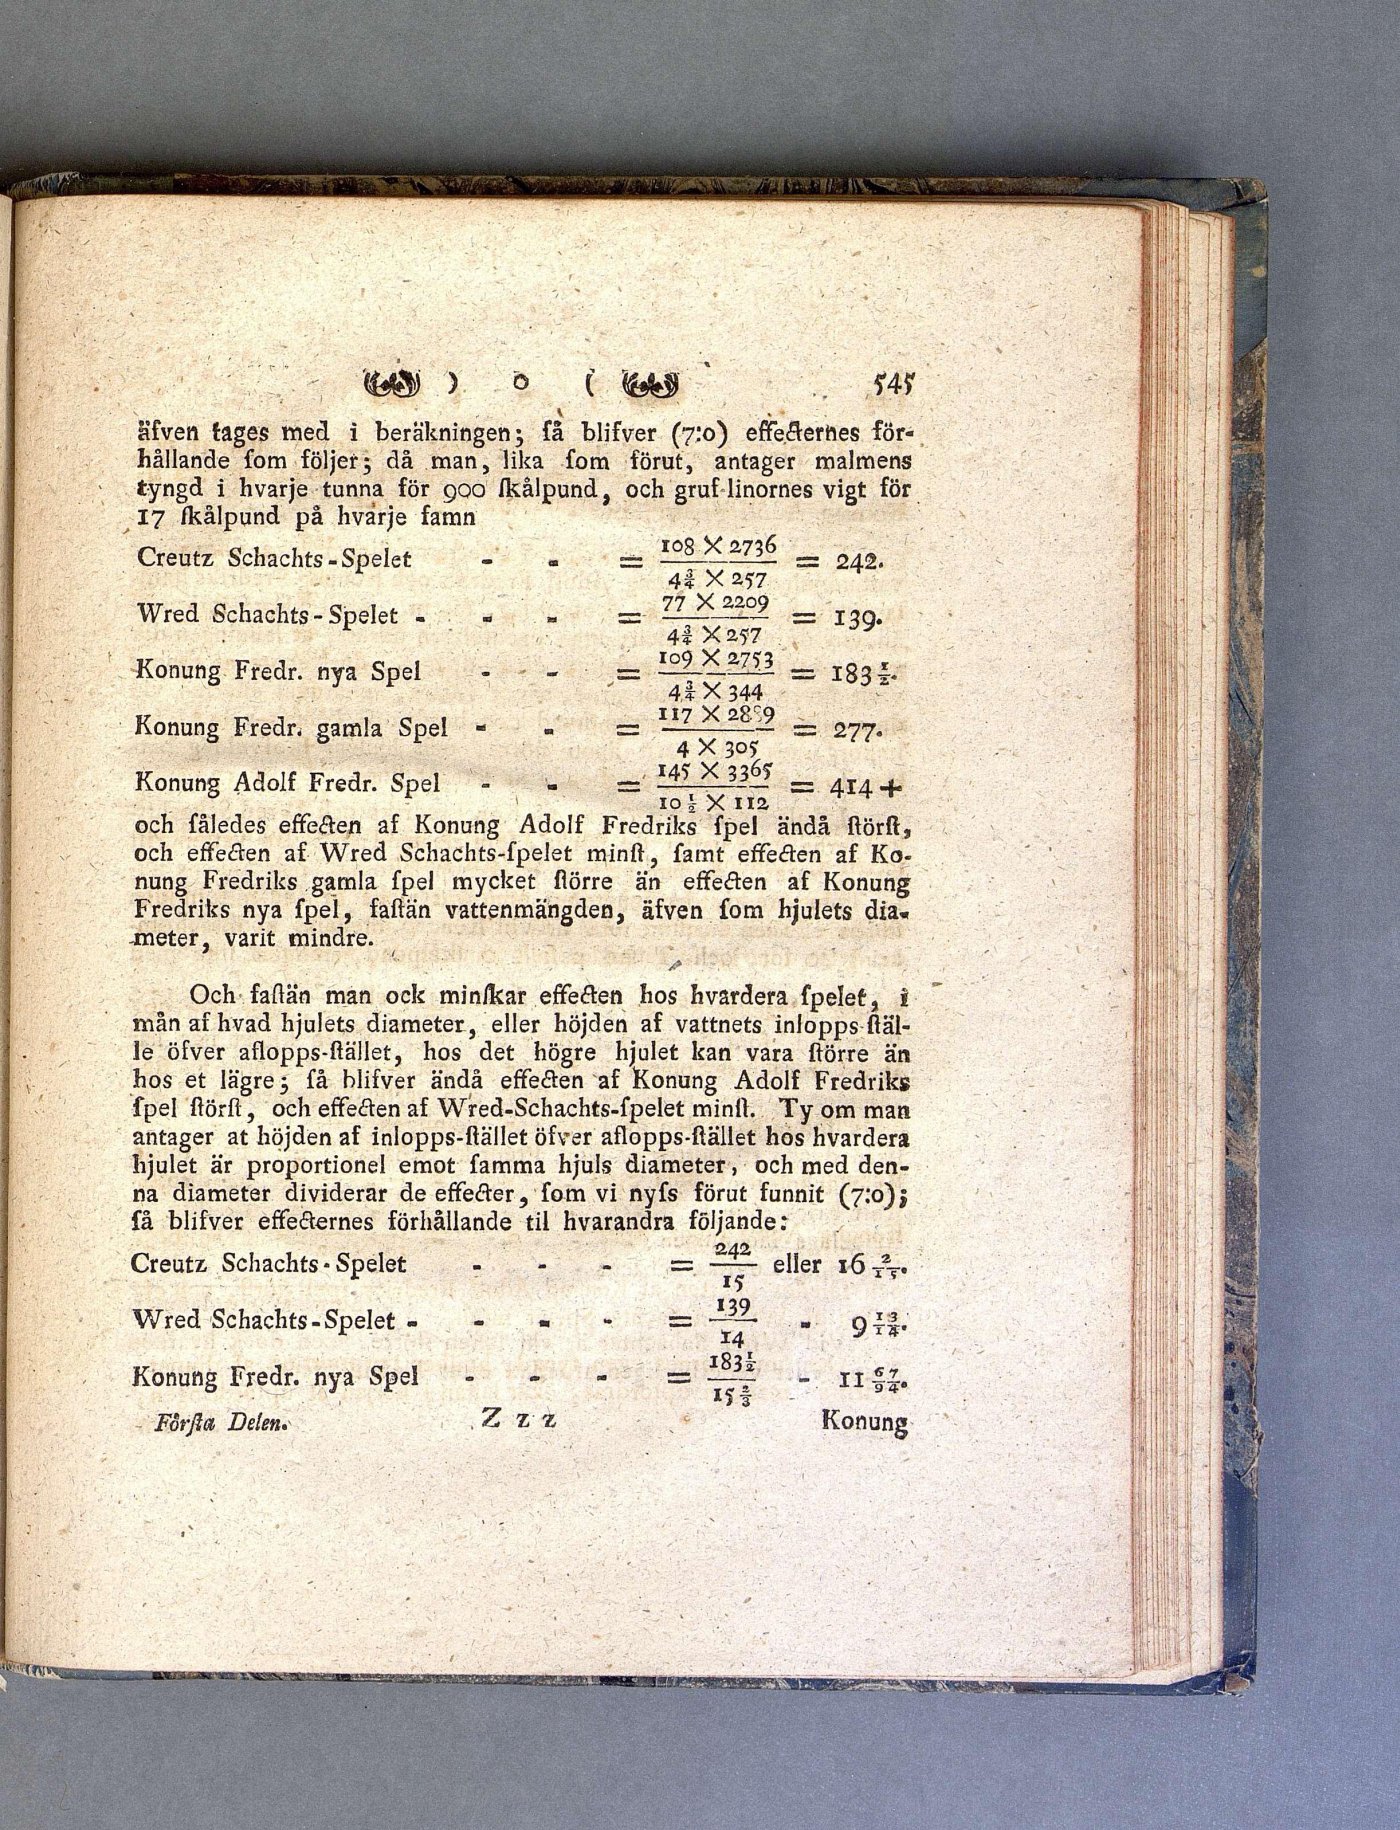 ) o ( 545
äfven tages med i beräkningen; ſå blifver (7:o) effecternes för-
hållande ſom följer; då man, lika ſom förut, antager malmens
tyngd i hvarje tunna för 900 ſkålpund, och gruf-linornes vigt för
17 ſkålpund på hvarje famn
Creutz Schachts-Spelet - - = 108 × 2736 / 4¾ × 257 = 242.
Wred Schachts-Spelet - - - = 77 × 2209 / 4¾ × 257 = 139.
Konung Fredr. nya Spel - - = 109 × 2753 / 4¾ × 344 = 183½.
Konung Fredr. gamla Spel - - = 117 × 2889 / 4 × 305 = 277.
Konung Adolf Fredr. Spel - - = 145 × 3365 / 10½ × 112 = 414+
och ſåledes effecten af Konung Adolf Fredriks ſpel ändå ſtörſt,
och effecten af Wred Schachts-ſpelet minſt, ſamt effecten af Ko-
nung Fredriks gamla ſpel mycket ſtörre än effecten af Konung
Fredriks nya ſpel, faſtän vattenmängden, äfven ſom hjulets dia-
meter, varit mindre.
Och faſtän man ock minſkar effecten hos hvardera ſpelet, i
mån af hvad hjulets diameter, eller höjden af vattnets inlopps-ſtäl-
le öfver aflopps-ſtället, hos det högre hjulet kan vara ſtörre än
hos et lägre; ſå blifver ändå effecten af Konung Adolf Fredriks
ſpel ſtörſt, och effecten af Wred-Schachts-ſpelet minſt. Ty om man
antager at höjden af inlopps-ſtället öfver aflopps-ſtället hos hvardera
hjulet är proportionel emot ſamma hjuls diameter, och med den-
na diameter dividerar de effecter, ſom vi nyſs förut funnit (7:o);
ſå blifver effecternes förhållande til hvarandra följande:
Creutz Schachts-Spelet - - - = 242 / 15 eller 16 2/15.
Wred Schachts-Spelet - - - - = 139 / 14 - 9 13/14.
Konung Fredr. nya Spel - - - = 183½ / 15⅔ - 11 67/94.
Förſta Delen. Z z z Konung